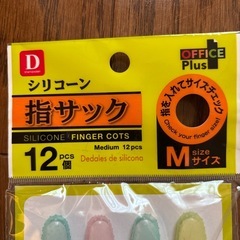 D
シリコーン
指サック
SILICONE FINGER COTS
12 pcs 個
Medium 12 pcs
Dedales de silicona
OFFICE
Plus
指を入れてサイズチェック
Check your finger size!
M size サイズ